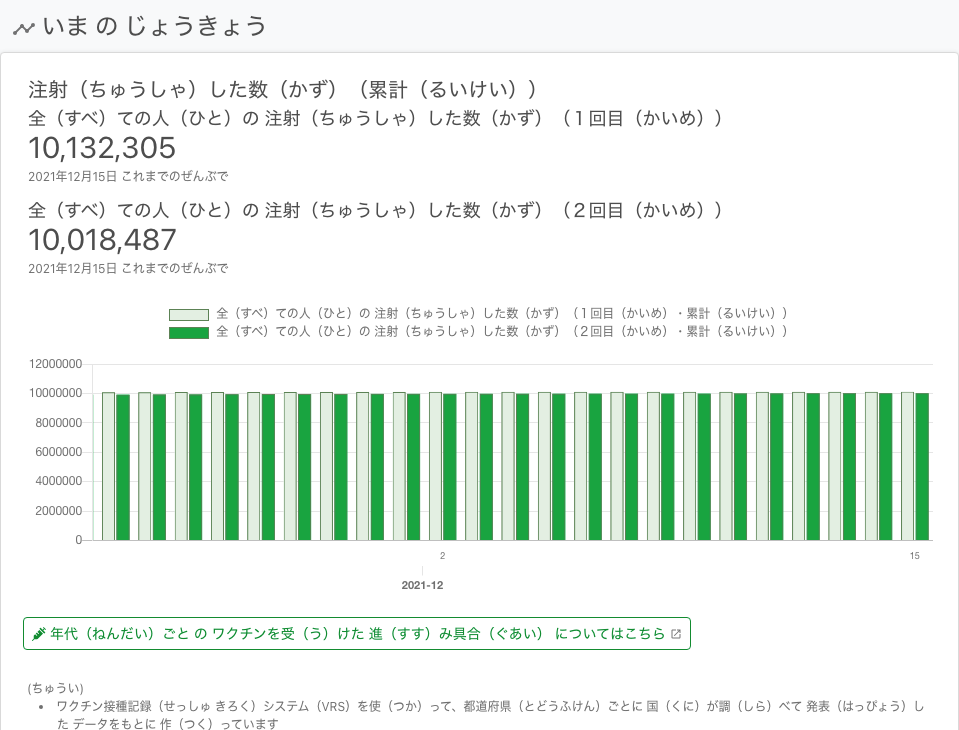 いま の じょうきょう
注射（ちゅうしゃ）した数（かず）（累計（るいけい））
全（すべ）ての人（ひと）の 注射（ちゅうしゃ）した数（かず）（１回目（かいめ））
10,132,305
2021年12月15日 これまでのぜんぶで
全（すべ）ての人（ひと）の 注射（ちゅうしゃ）した数（かず）（２回目（かいめ））
10,018,487
2021年12月15日 これまでのぜんぶで
全（すべ）ての人（ひと）の 注射（ちゅうしゃ）した数（かず）（１回目（かいめ）・累計（るいけい））
全（すべ）ての人（ひと）の 注射（ちゅうしゃ）した数（かず）（２回目（かいめ）・累計（るいけい））
12000000
10000000
8000000
6000000
4000000
2000000
0
2 15
2021-12
年代（ねんだい）ごと の ワクチンを受（う）けた 進（すす）み具合（ぐあい） についてはこちら
(ちゅうい)
• ワクチン接種記録（せっしゅ きろく）システム（VRS）を使（つか）って、都道府県（とどうふけん）ごとに 国（くに）が調（しら）べて 発表（はっぴょう）し
た データをもとに 作（つく）っています